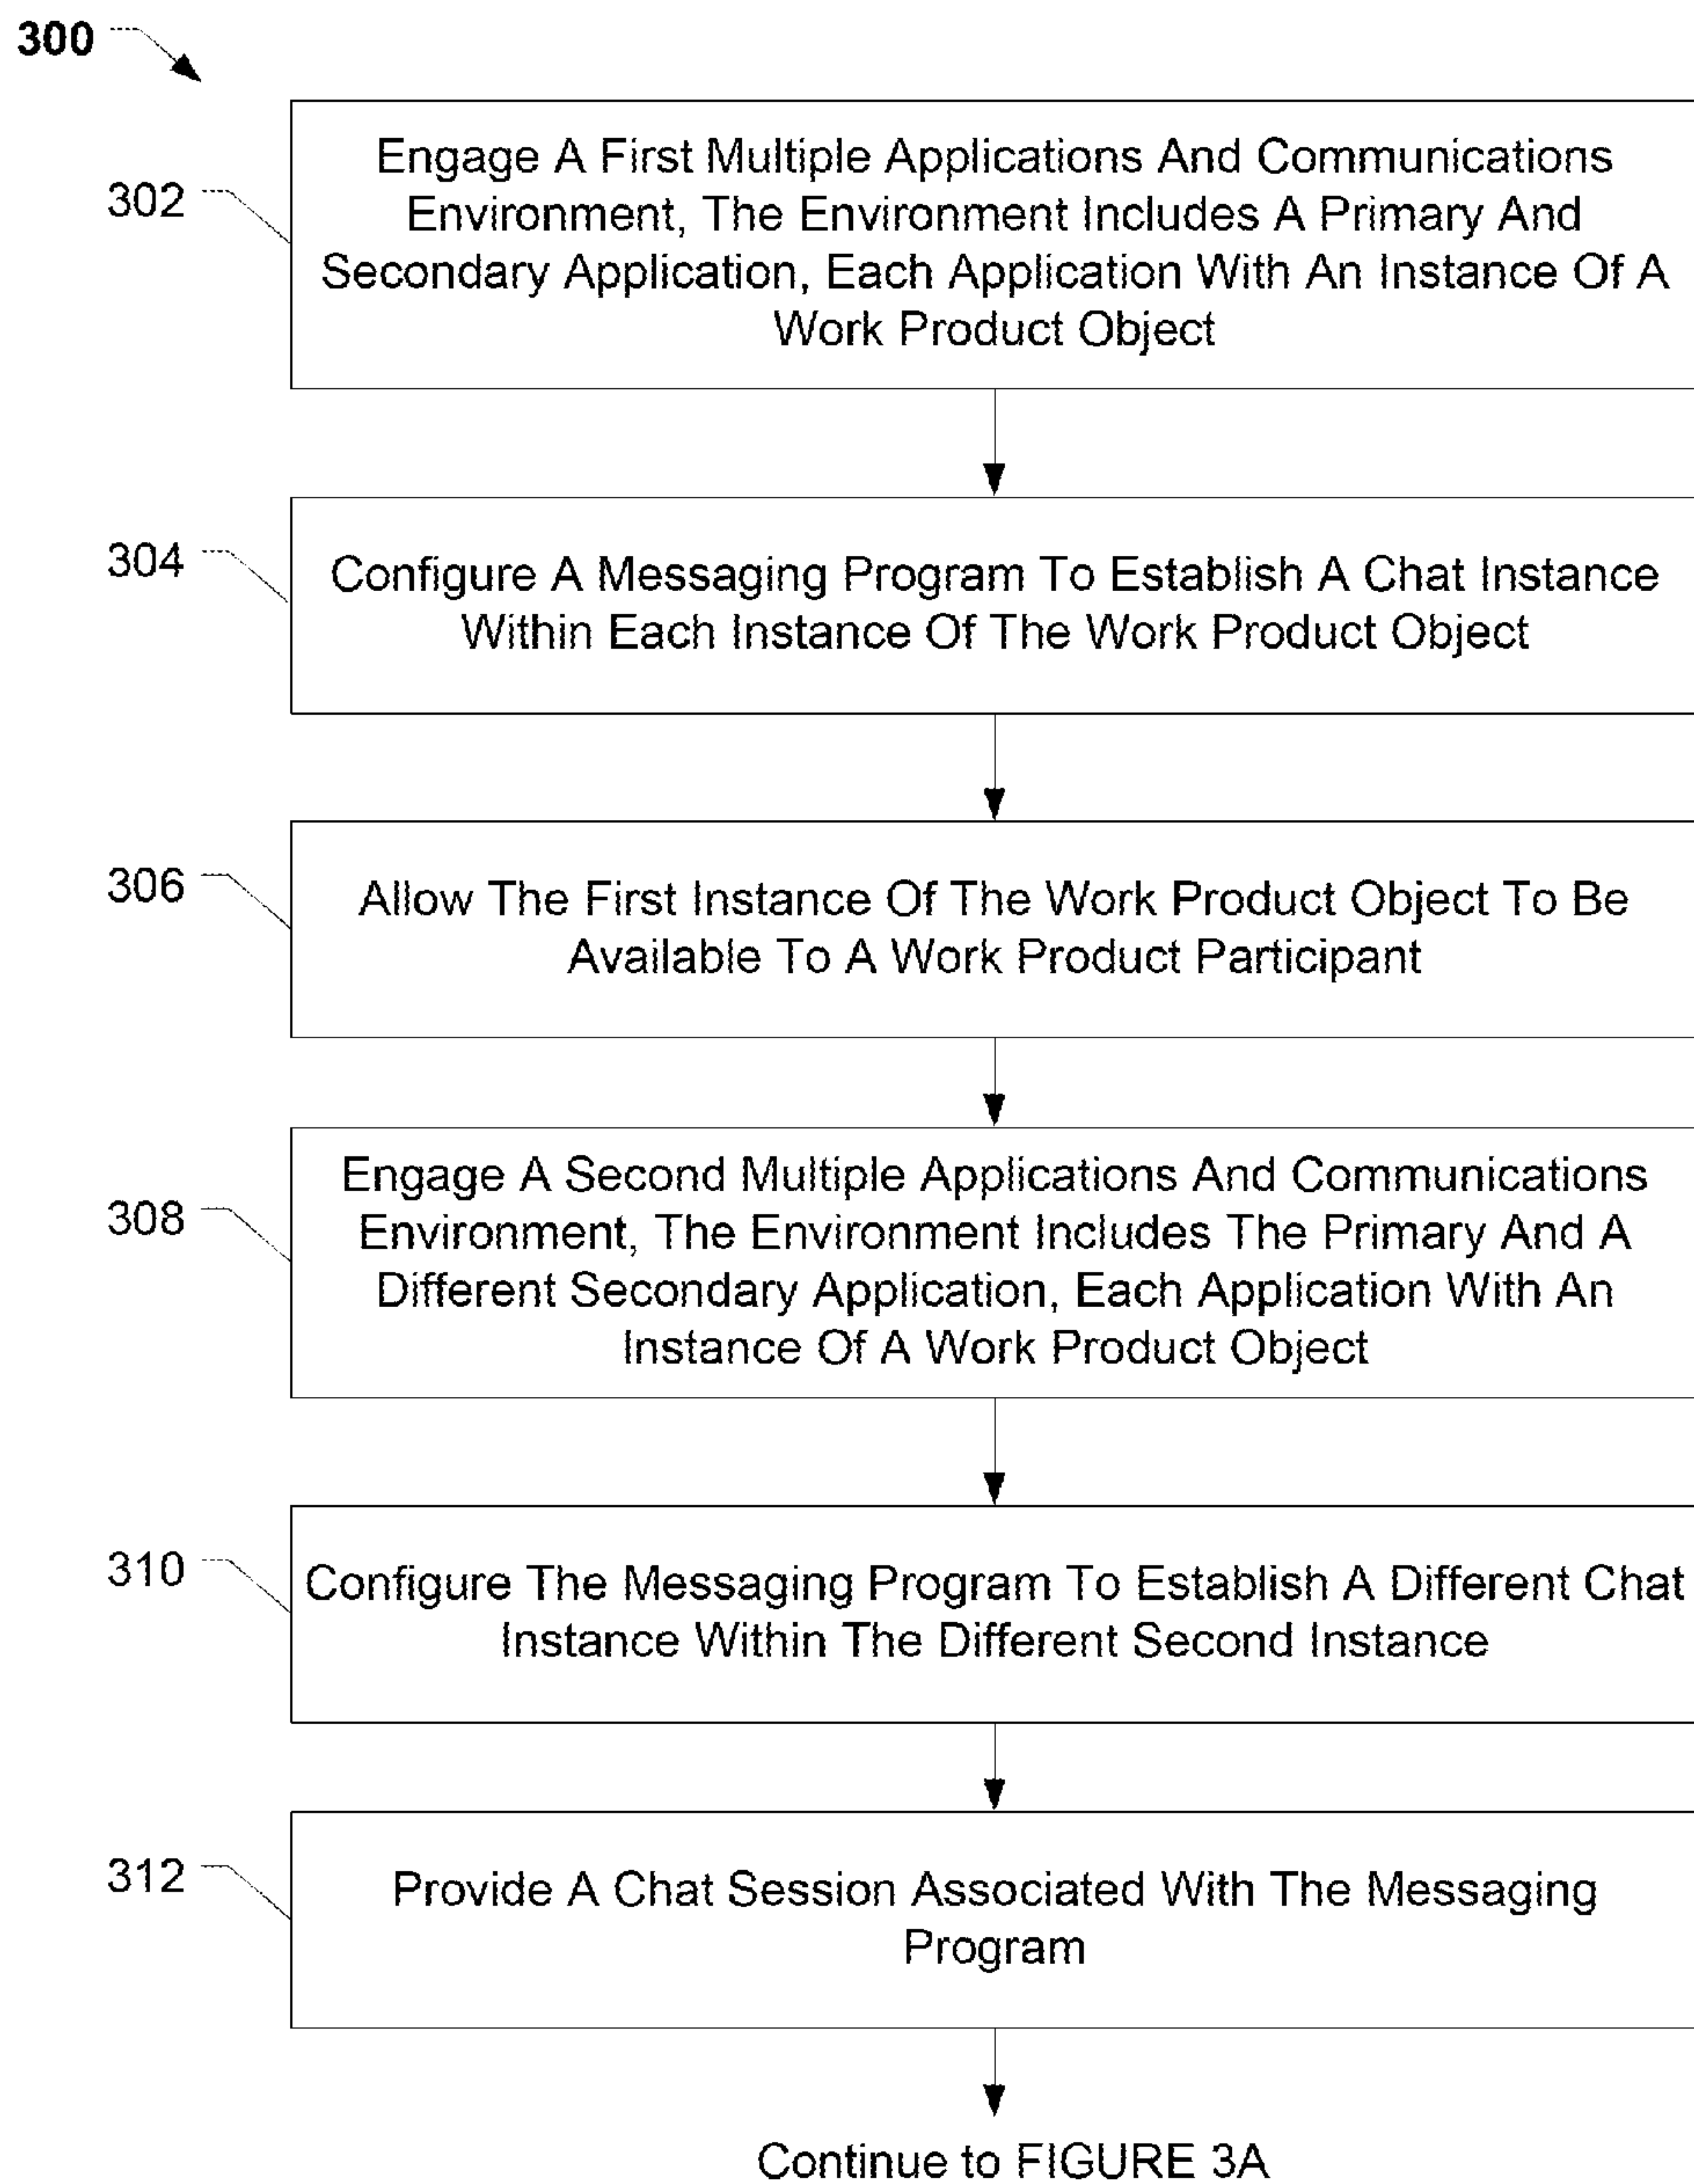 300
302
Engage A First Multiple Applications And Communications
Environment, The Environment Includes A Primary And
Secondary Application, Each Application With An Instance Of A
Work Product Object
304
Configure A Messaging Program To Establish A Chat Instance
Within Each Instance Of The Work Product Object
306
Allow The First Instance Of The Work Product Object To Be
Available To A Work Product Participant
308
Engage A Second Multiple Applications And Communications
Environment, The Environment Includes The Primary And A
Different Secondary Application, Each Application With An
Instance Of A Work Product Object
310
Configure The Messaging Program To Establish A Different Chat
Instance Within The Different Second Instance
312
Provide A Chat Session Associated With The Messaging
Program
Continue to FIGURE 3A